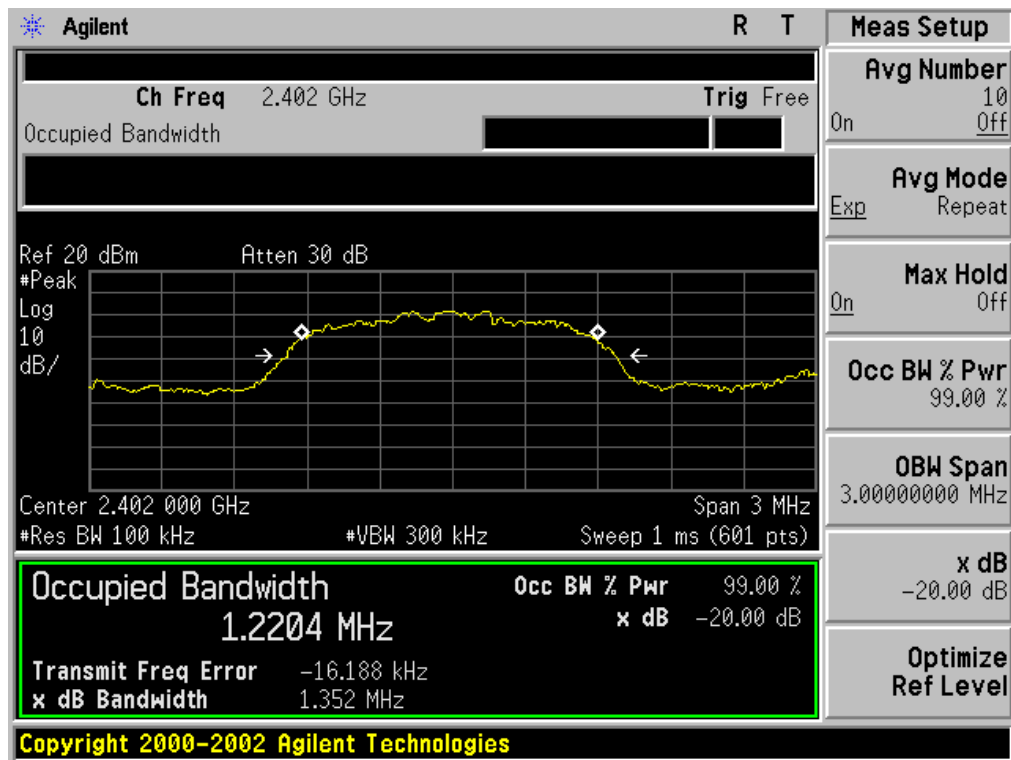 Agilent R T
Ch Freq 2.402 GHz Trig Free
Occupied Bandwidth
Ref 20 dBm Atten 30 dB
#Peak
Log
10
dB/
Center 2.402 000 GHz Span 3 MHz
#Res BW 100 kHz #VBW 300 kHz Sweep 1 ms (601 pts)
Occupied Bandwidth Occ BW % Pwr 99.00 %
1.2204 MHz x dB -20.00 dB
Transmit Freq Error -16.188 kHz
x dB Bandwidth 1.352 MHz
Copyright 2000-2002 Agilent Technologies
Meas Setup
Avg Number
10
On Off
Avg Mode
Exp Repeat
Max Hold
On Off
Occ BW % Pwr
99.00 %
OBW Span
3.00000000 MHz
x dB
-20.00 dB
Optimize
Ref Level